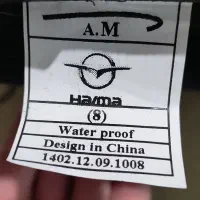 A.M
Haima
(8)
Water proof
Design in China
1402.12.09.1008